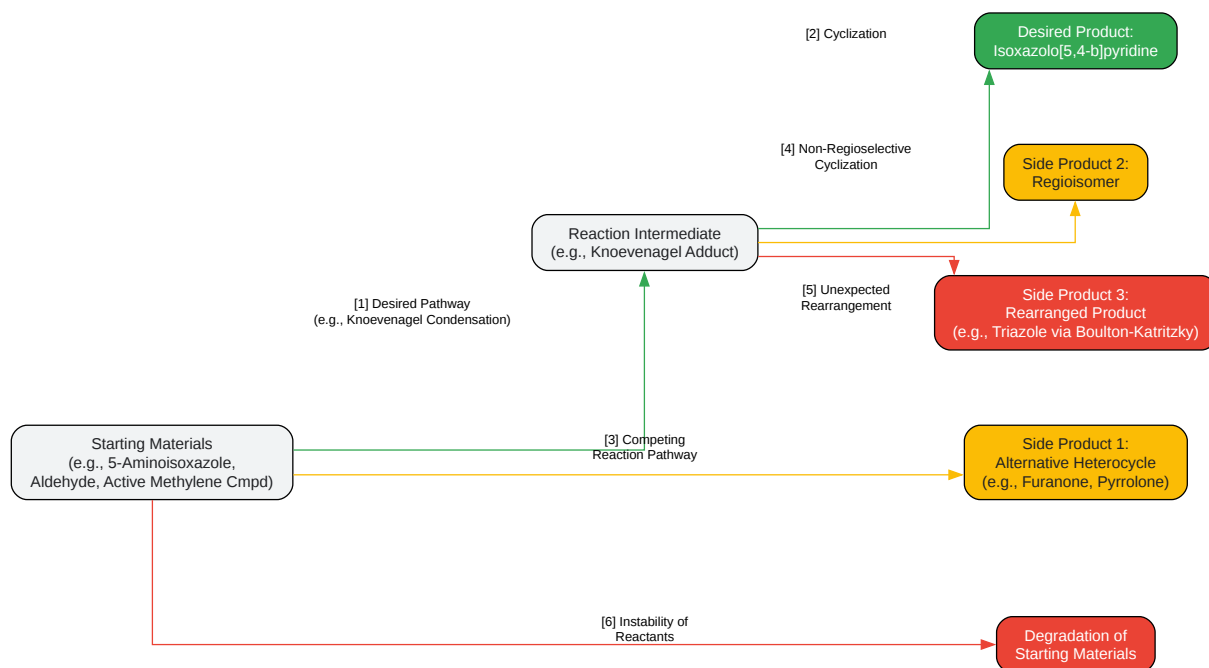 [2] Cyclization
Desired Product:
Isoxazolo[5,4-b]pyridine
[4] Non-Regioselective
Cyclization
Side Product 2:
Regioisomer
Reaction Intermediate
(e.g., Knoevenagel Adduct)
[5] Unexpected
Rearrangement
Side Product 3:
Rearranged Product
(e.g., Triazole via Boulton-Katritzky)
[1] Desired Pathway
(e.g., Knoevenagel Condensation)
Starting Materials
(e.g., 5-Aminoisoxazole,
Aldehyde, Active Methylene Cmpd)
[3] Competing
Reaction Pathway
Side Product 1:
Alternative Heterocycle
(e.g., Furanone, Pyrrolone)
[6] Instability of
Reactants
Degradation of
Starting Materials